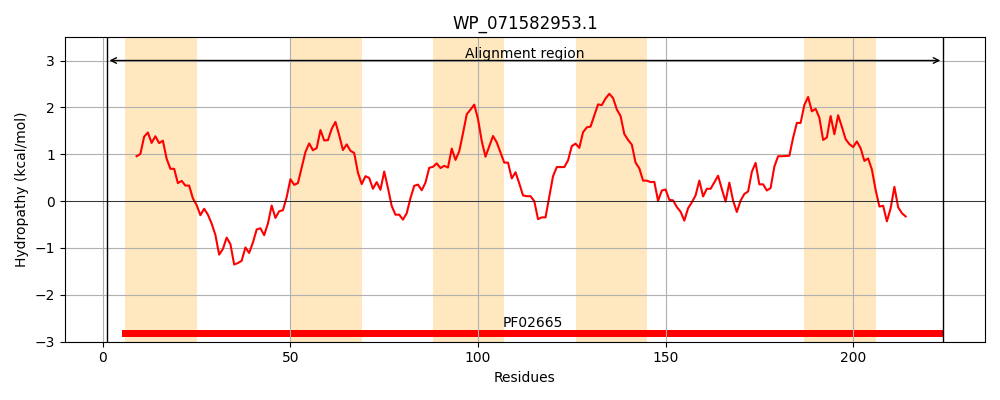 WP_071582953.1
Alignment region
PF02665
Hydropathy (kcal/mol)
3
2
1
0
−1
−2
−3
0
50
100
150
200
Residues